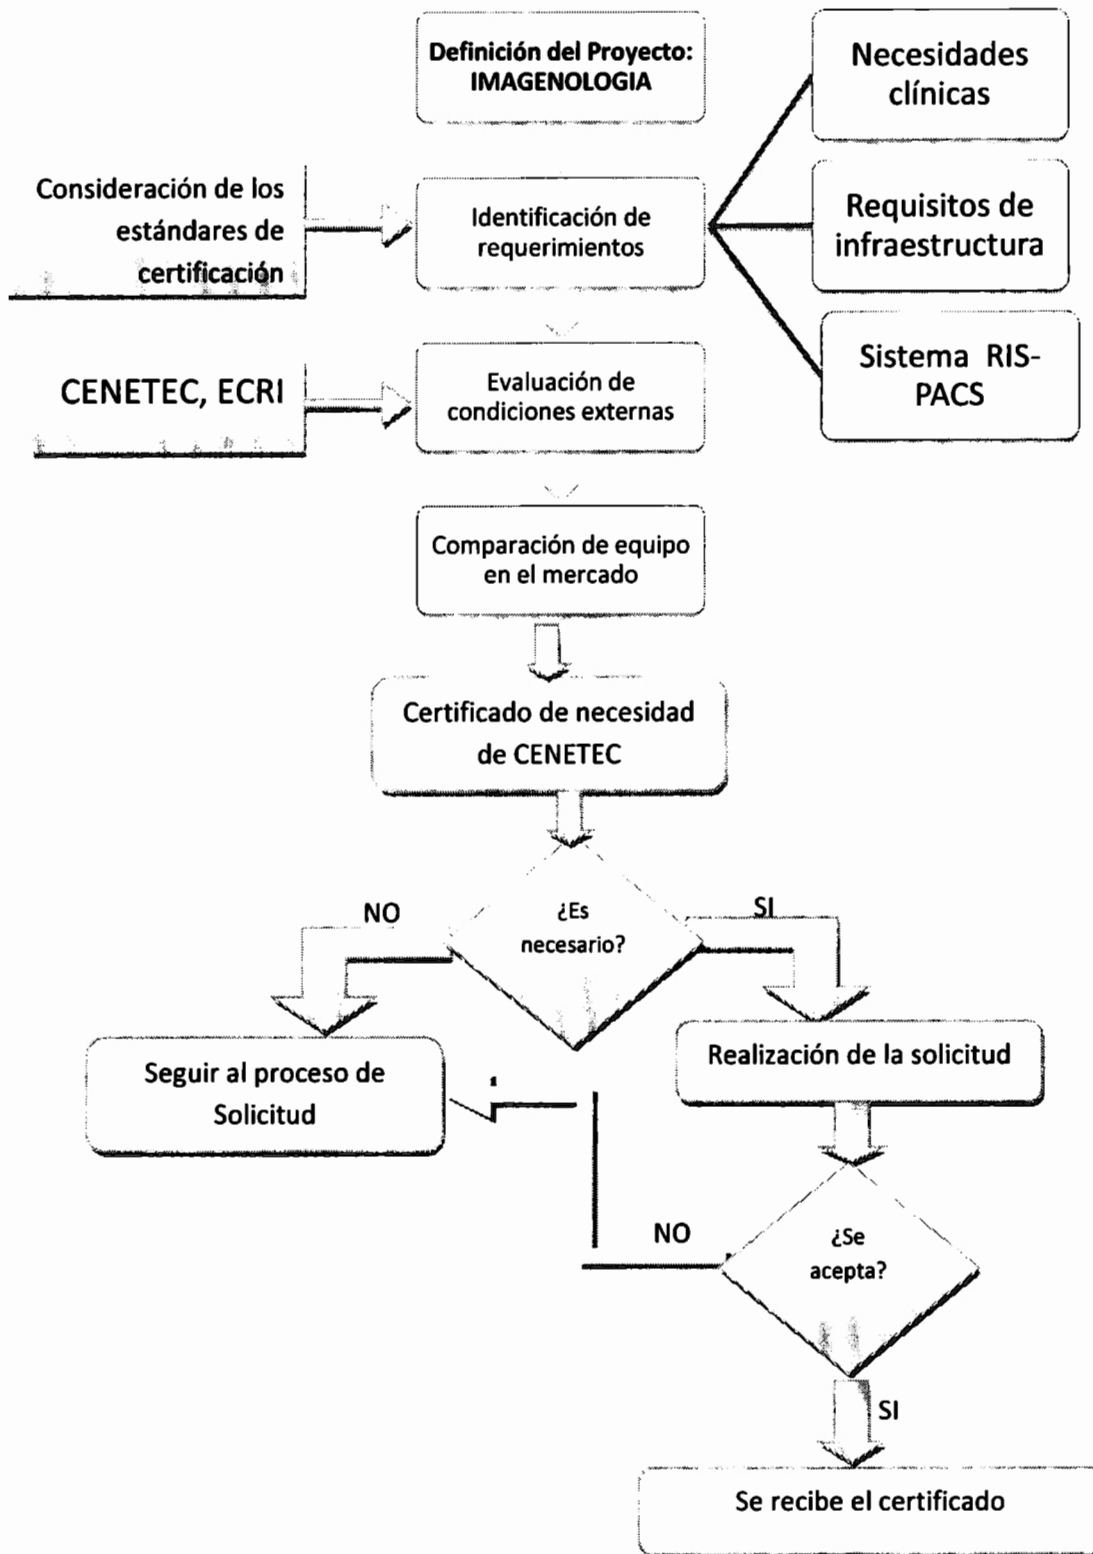 Definición del Proyecto:
IMAGENOLOGIA
Necesidades
clínicas
Consideración de los
estándares de
certificación
Identificación de
requerimientos
Requisitos de
infraestructura
Sistema RIS-
PACS
CENETEC, ECRI
Evaluación de
condiciones externas
Comparación de equipo
en el mercado
Certificado de necesidad
de CENETEC
¿Es
necesario?
NO
SI
Seguir al proceso de
Solicitud
Realización de la solicitud
¿Se
acepta?
NO
SI
Se recibe el certificado